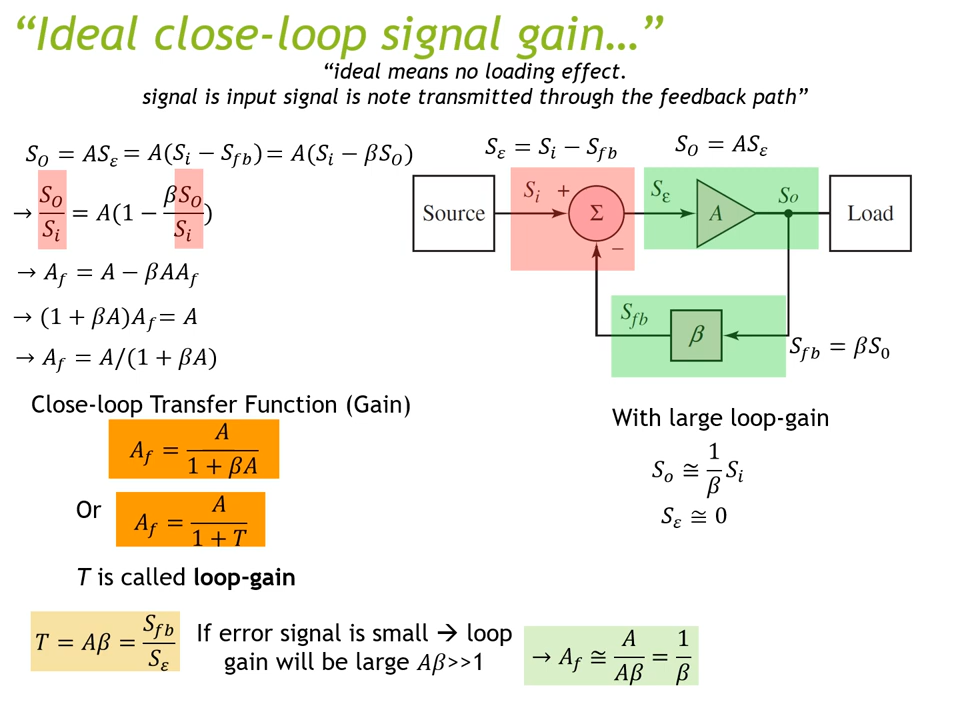 “Ideal close-loop signal gain…”
“ideal means no loading effect.
signal is input signal is note transmitted through the feedback path”
S_O = AS_ε = A(S_i − S_fb) = A(S_i − βS_O)
→ S_O/S_i = A(1 − βS_O/S_i)
→ A_f = A − βAA_f
→ (1 + βA)A_f = A
→ A_f = A/(1 + βA)
S_ε = S_i − S_fb
S_O = AS_ε
Source
S_i
+
Σ
−
S_ε
A
S_o
Load
S_fb
β
S_fb = βS_0
Close-loop Transfer Function (Gain)
A_f = A/(1 + βA)
Or
A_f = A/(1 + T)
T is called loop-gain
With large loop-gain
S_o ≅ 1/β S_i
S_ε ≅ 0
T = Aβ = S_fb/S_ε
If error signal is small → loop
gain will be large Aβ>>1
→ A_f ≅ A/Aβ = 1/β